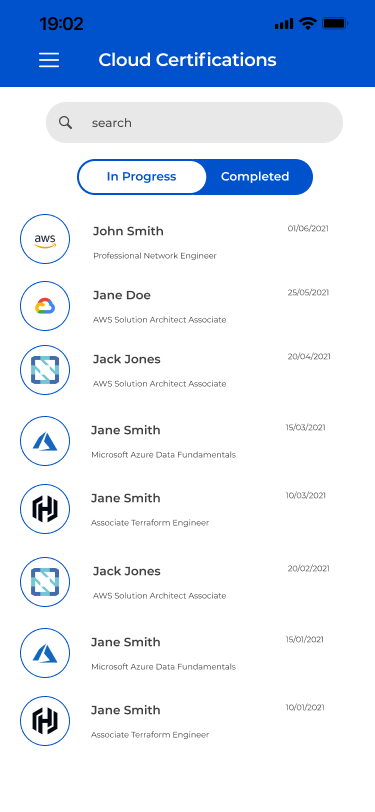 19:02
Cloud Certifications
search
In Progress
Completed
aws
John Smith
01/06/2021
Professional Network Engineer
Jane Doe
25/05/2021
AWS Solution Architect Associate
Jack Jones
20/04/2021
AWS Solution Architect Associate
Jane Smith
15/03/2021
Microsoft Azure Data Fundamentals
Jane Smith
10/03/2021
Associate Terraform Engineer
Jack Jones
20/02/2021
AWS Solution Architect Associate
Jane Smith
15/01/2021
Microsoft Azure Data Fundamentals
Jane Smith
10/01/2021
Associate Terraform Engineer